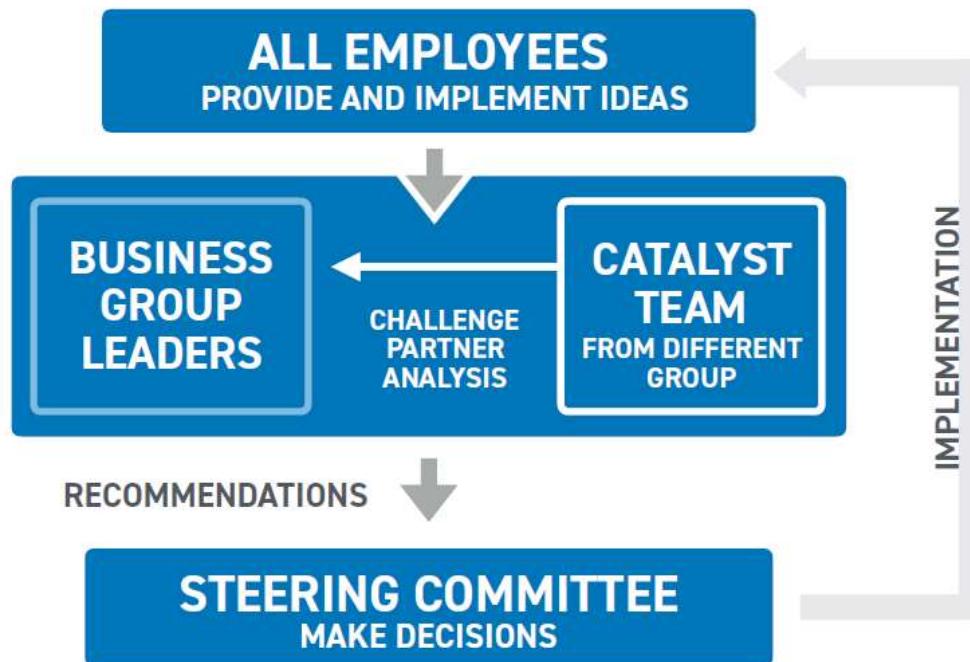 ALL EMPLOYEES
PROVIDE AND IMPLEMENT IDEAS
BUSINESS
GROUP
LEADERS
CHALLENGE
PARTNER
ANALYSIS
CATALYST
TEAM
FROM DIFFERENT
GROUP
IMPLEMENTATION
RECOMMENDATIONS
STEERING COMMITTEE
MAKE DECISIONS